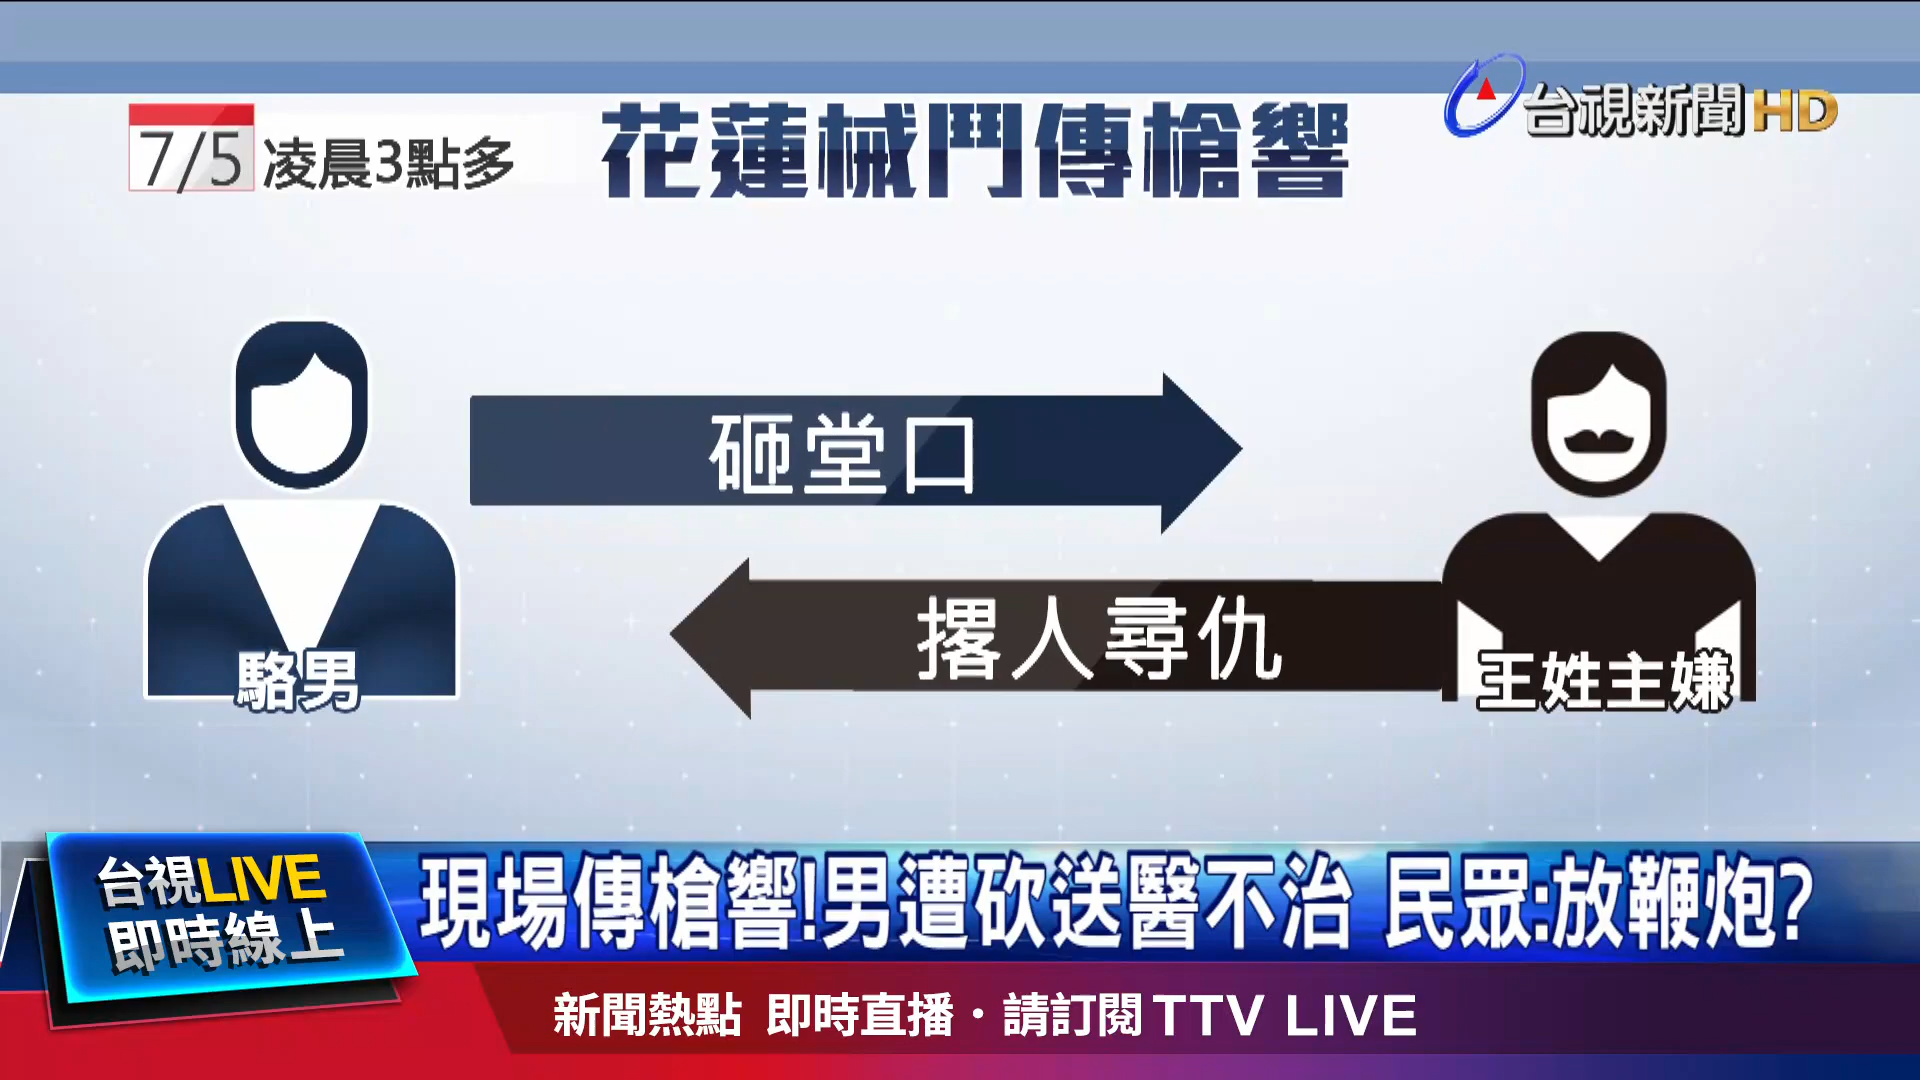 7/5 凌晨3點多
花蓮械鬥傳槍響
台視新聞HD
砸堂口
撂人尋仇
駱男
王姓主嫌
台視LIVE
即時線上
現場傳槍響!男遭砍送醫不治 民眾:放鞭炮?
新聞熱點 即時直播·請訂閱TTV LIVE